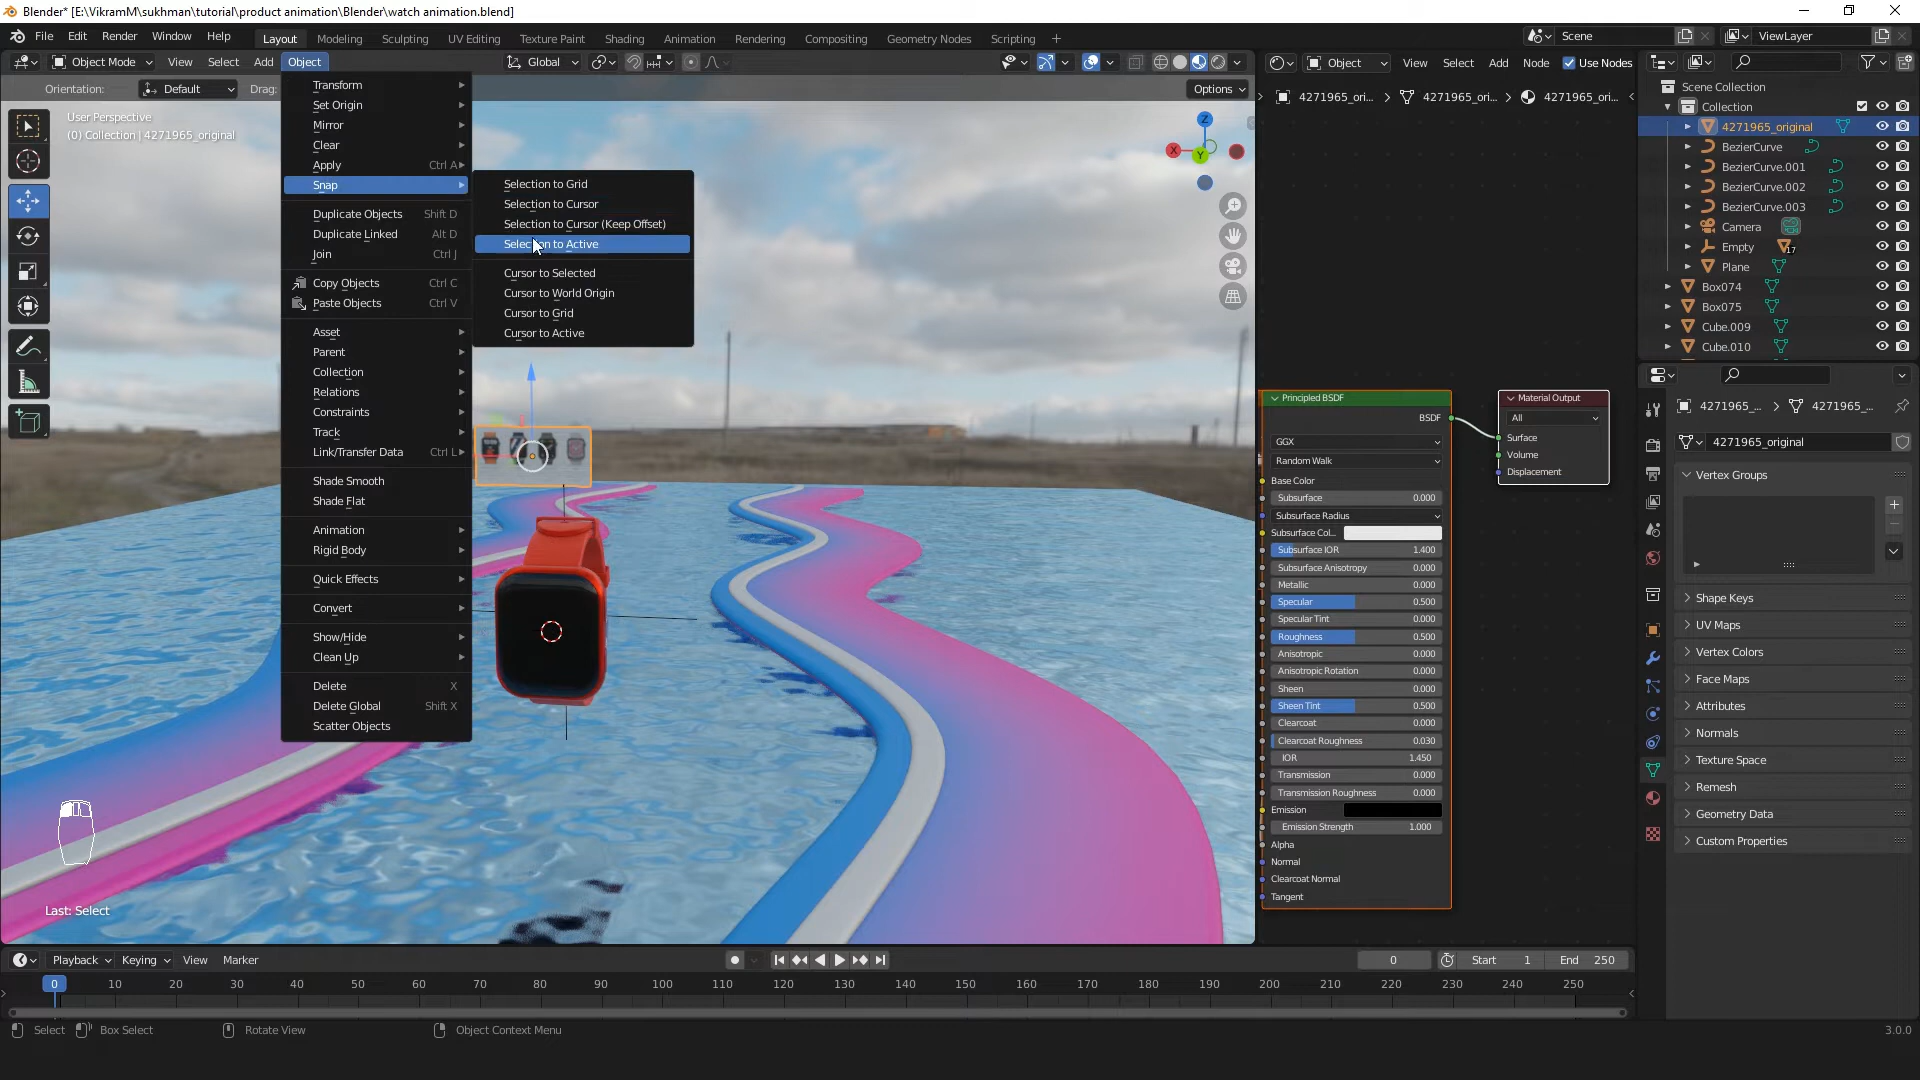 Blender* [E:\VikramM\sukhman\tutorial\product animation\Blender\watch animation.blend]
File Edit Render Window Help
Layout Modeling Sculpting UV Editing Texture Paint Shading Animation Rendering Compositing Geometry Nodes Scripting +
Scene
ViewLayer
Object Mode View Select Add Object
Global
Object View Select Add Node Use Nodes
Orientation: Default Drag:
Options
4271965_ori... 4271965_ori... 4271965_ori...
User Perspective
(0) Collection | 4271965_original
Transform
Set Origin
Mirror
Clear
Apply Ctrl A
Snap
Duplicate Objects Shift D
Duplicate Linked Alt D
Join Ctrl J
Copy Objects Ctrl C
Paste Objects Ctrl V
Asset
Parent
Collection
Relations
Constraints
Track
Link/Transfer Data Ctrl L
Shade Smooth
Shade Flat
Animation
Rigid Body
Quick Effects
Convert
Show/Hide
Clean Up
Delete X
Delete Global Shift X
Scatter Objects
Selection to Grid
Selection to Cursor
Selection to Cursor (Keep Offset)
Selection to Active
Cursor to Selected
Cursor to World Origin
Cursor to Grid
Cursor to Active
Z
X
Y
Last: Select
Principled BSDF
BSDF
GGX
Random Walk
Base Color
Subsurface 0.000
Subsurface Radius
Subsurface Col...
Subsurface IOR 1.400
Subsurface Anisotropy 0.000
Metallic 0.000
Specular 0.500
Specular Tint 0.000
Roughness 0.500
Anisotropic 0.000
Anisotropic Rotation 0.000
Sheen 0.000
Sheen Tint 0.500
Clearcoat 0.000
Clearcoat Roughness 0.030
IOR 1.450
Transmission 0.000
Transmission Roughness 0.000
Emission
Emission Strength 1.000
Alpha
Normal
Clearcoat Normal
Tangent
Material Output
All
Surface
Volume
Displacement
Scene Collection
Collection
4271965_original
BezierCurve
BezierCurve.001
BezierCurve.002
BezierCurve.003
Camera
Empty 17
Plane
Box074
Box075
Cube.009
Cube.010
4271965_... 4271965_...
4271965_original
Vertex Groups
Shape Keys
UV Maps
Vertex Colors
Face Maps
Attributes
Normals
Texture Space
Remesh
Geometry Data
Custom Properties
Playback Keying View Marker
0
Start 1 End 250
0 10 20 30 40 50 60 70 80 90 100 110 120 130 140 150 160 170 180 190 200 210 220 230 240 250
Select Box Select Rotate View Object Context Menu
3.0.0